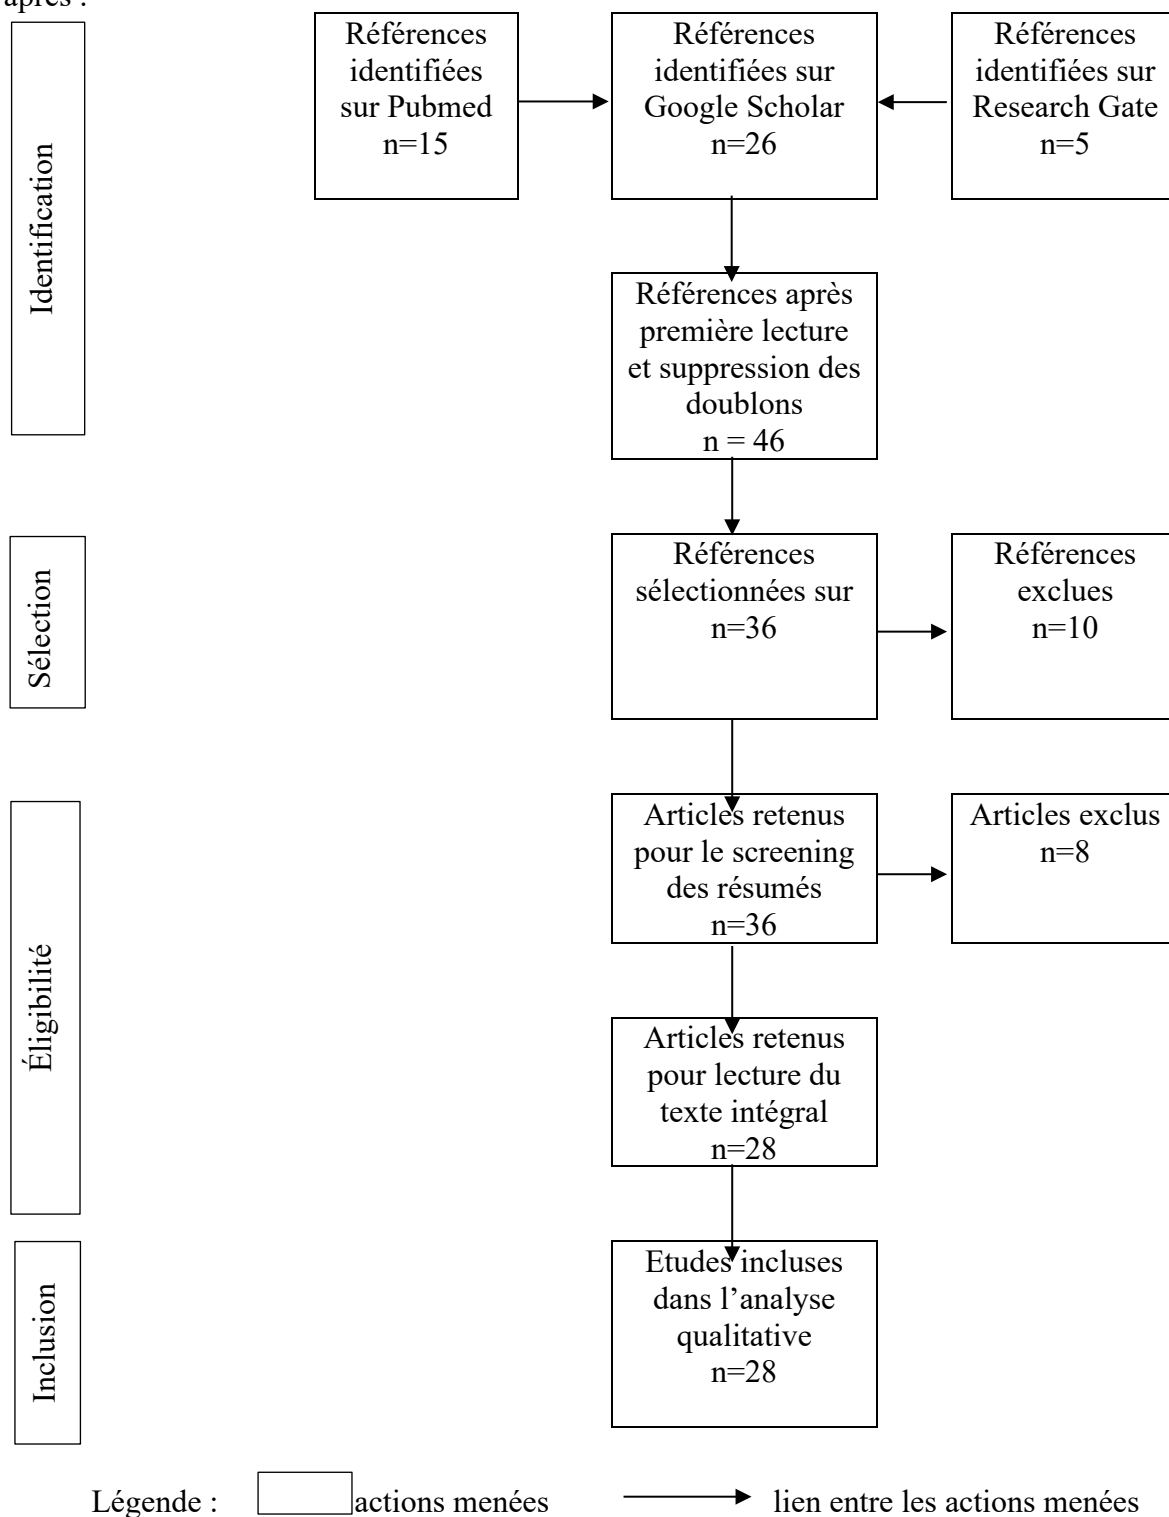 après :
Identification
Références
identifiées
sur Pubmed
n=15
Références
identifiées sur
Google Scholar
n=26
Références
identifiées sur
Research Gate
n=5
Références après
première lecture
et suppression des
doublons
n = 46
Sélection
Références
sélectionnées sur
n=36
Références
exclues
n=10
Éligibilité
Articles retenus
pour le screening
des résumés
n=36
Articles exclus
n=8
Articles retenus
pour lecture du
texte intégral
n=28
Inclusion
Etudes incluses
dans l’analyse
qualitative
n=28
Légende : actions menées lien entre les actions menées